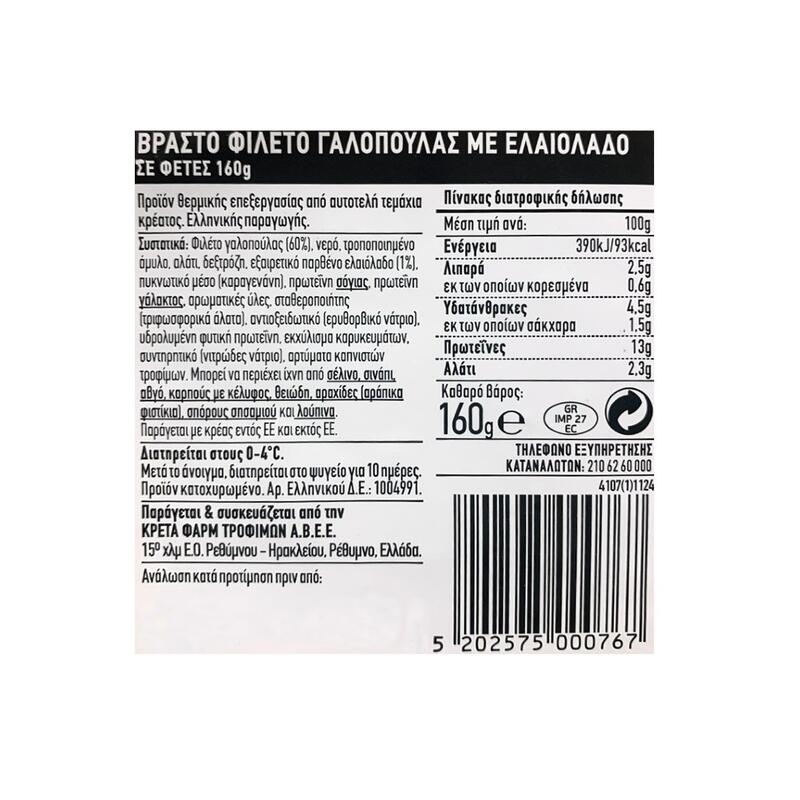 ΒΡΑΣΤΟ ΦΙΛΕΤΟ ΓΑΛΟΠΟΥΛΑΣ ΜΕ ΕΛΑΙΟΛΑΔΟ
ΣΕ ΦΕΤΕΣ 160g
Προϊόν θερμικής επεξεργασίας από αυτοτελή τεμάχια
κρέατος. Ελληνικής παραγωγής.
Συστατικά: Φιλέτο γαλοπούλας (60%), νερό, τροποποιημένο
άμυλο, αλάτι, δεξτρόζη, εξαιρετικό παρθένο ελαιόλαδο (1%),
πυκνωτικό μέσο (καραγενάνη), πρωτεΐνη σόγιας, πρωτεΐνη
γάλακτος, αρωματικές ύλες, σταθεροποιητής
(τριφωσφορικά άλατα), αντιοξειδωτικό (ερυθορβικό νάτριο),
υδρολυμένη φυτική πρωτεΐνη, εκχύλισμα καρυκευμάτων,
συντηρητικό (νιτρώδες νάτριο), αρτύματα καπνιστών
τροφίμων. Μπορεί να περιέχει ίχνη από σέλινο, σινάπι,
αβγό, καρπούς με κέλυφος, θειώδη, αραχίδες (αράπικα
φιστίκια), σπόρους σησαμιού και λούπινα.
Παράγεται με κρέας εντός ΕΕ και εκτός ΕΕ.
Διατηρείται στους 0-4°C.
Μετά το άνοιγμα, διατηρείται στο ψυγείο για 10 ημέρες.
Προϊόν κατοχυρωμένο. Αρ. Ελληνικού Δ.Ε.: 1004991.
Παράγεται & συσκευάζεται από την
ΚΡΕΤΑ ΦΑΡΜ ΤΡΟΦΙΜΩΝ Α.Β.Ε.Ε.
15º χλμ Ε.Ο. Ρεθύμνου – Ηρακλείου, Ρέθυμνο, Ελλάδα.
Ανάλωση κατά προτίμηση πριν από:
Πίνακας διατροφικής δήλωσης
Μέση τιμή ανά: 100g
Ενέργεια 390kJ/93kcal
Λιπαρά 2,5g
εκ των οποίων κορεσμένα 0,6g
Υδατάνθρακες 4,5g
εκ των οποίων σάκχαρα 1,5g
Πρωτεΐνες 13g
Αλάτι 2,3g
Καθαρό βάρος:
160g e
GR
IMP 27
EC
ΤΗΛΕΦΩΝΟ ΕΞΥΠΗΡΕΤΗΣΗΣ
ΚΑΤΑΝΑΛΩΤΩΝ: 210 62 60 000
4107(1)1124
5 202575 000767